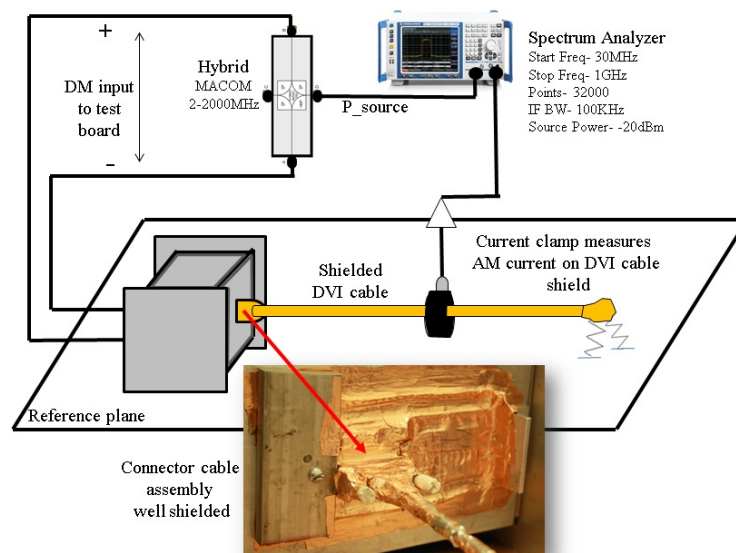 +
DM input
to test
board
-
Hybrid
MACOM
2-2000MHz
P_source
Spectrum Analyzer
Start Freq- 30MHz
Stop Freq- 1GHz
Points- 32000
IF BW- 100KHz
Source Power- -20dBm
Shielded
DVI cable
Current clamp measures
AM current on DVI cable
shield
Reference plane
Connector cable
assembly
well shielded